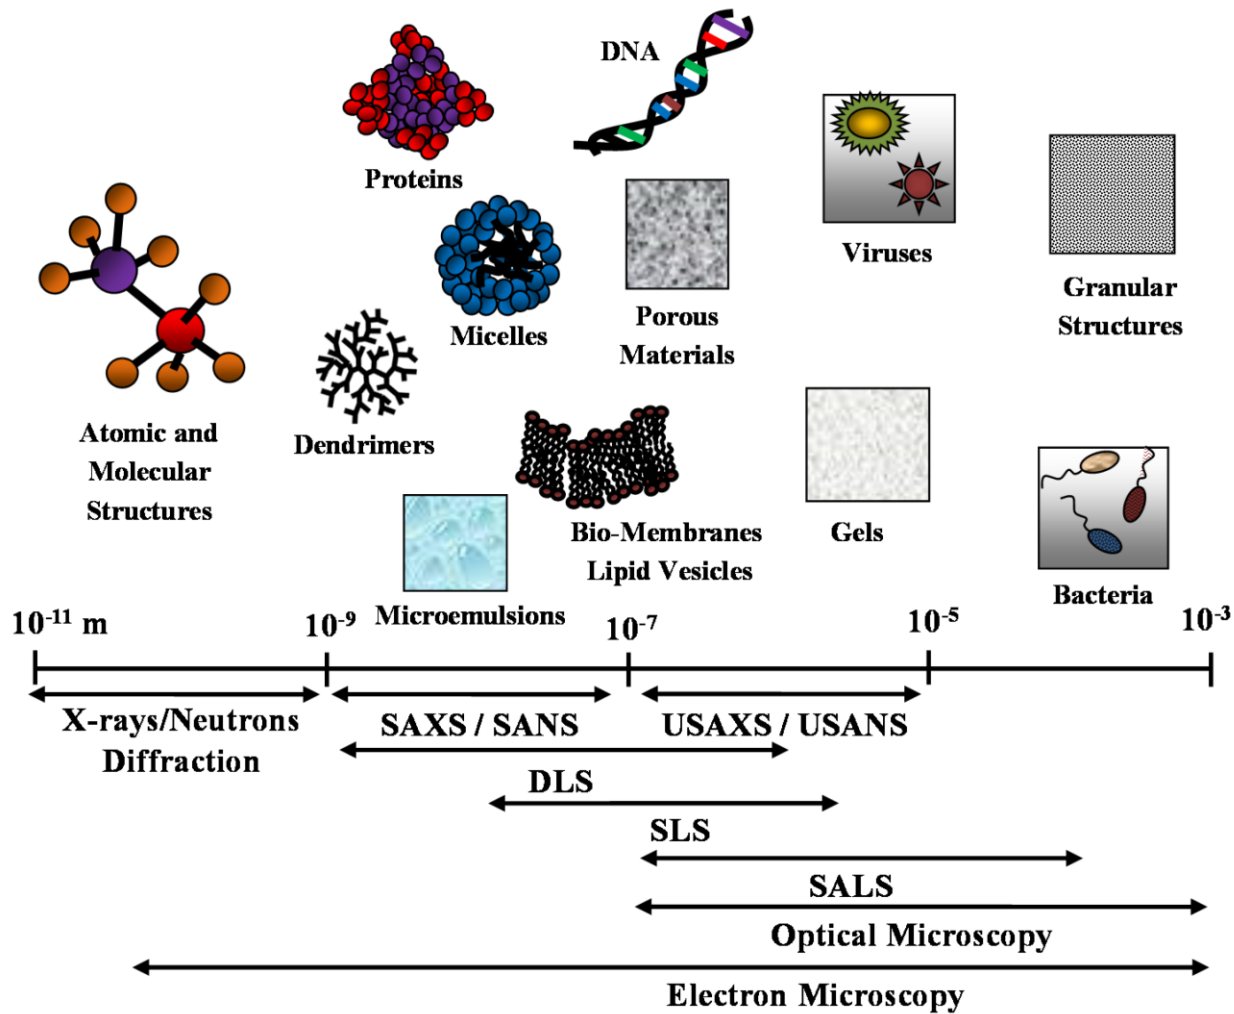 DNA
Proteins
Viruses
Micelles
Porous
Materials
Granular
Structures
Atomic and
Molecular
Structures
Dendrimers
Bio-Membranes
Lipid Vesicles
Gels
Bacteria
Microemulsions
10⁻¹¹ m
10⁻⁹
10⁻⁷
10⁻⁵
10⁻³
X-rays/Neutrons
Diffraction
SAXS / SANS
USAXS / USANS
DLS
SLS
SALS
Optical Microscopy
Electron Microscopy